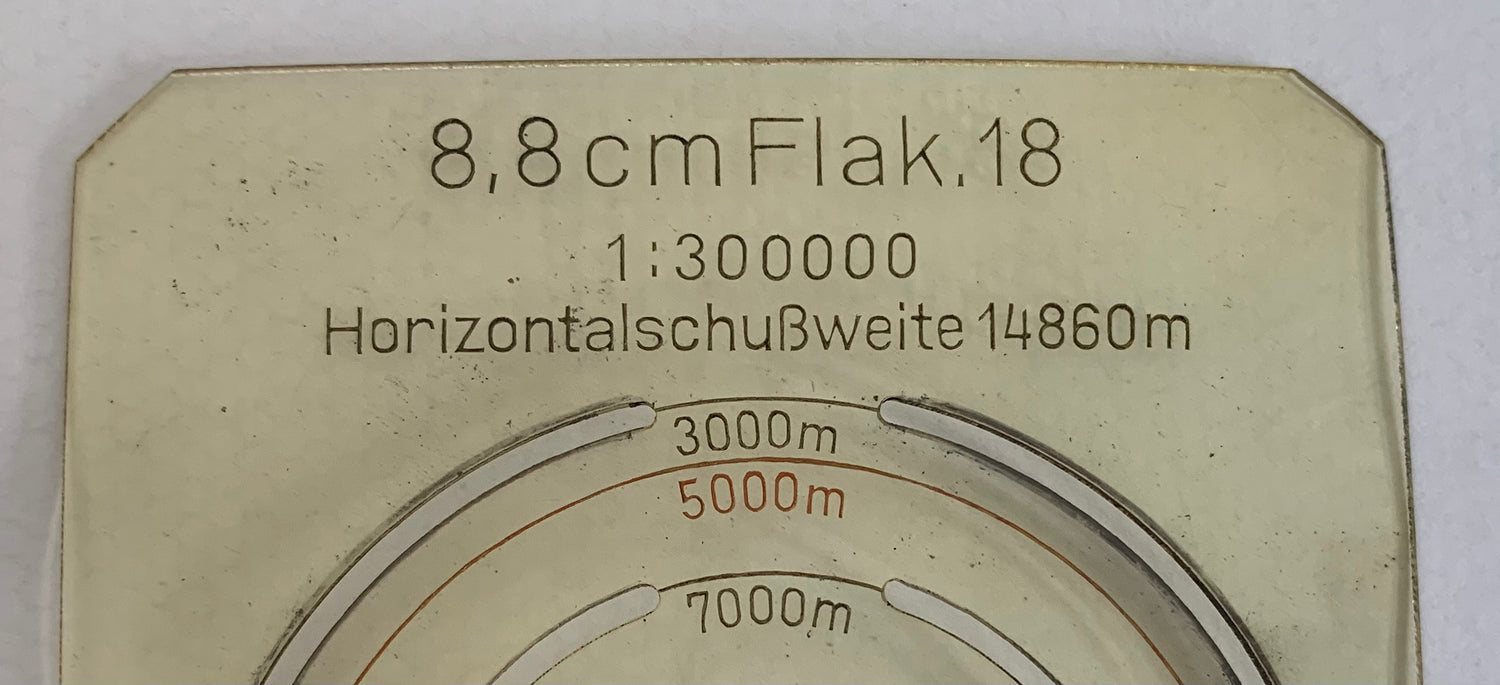 8,8cm Flak.18
1:300000
Horizontalschußweite 14860m
3000m
5000m
7000m